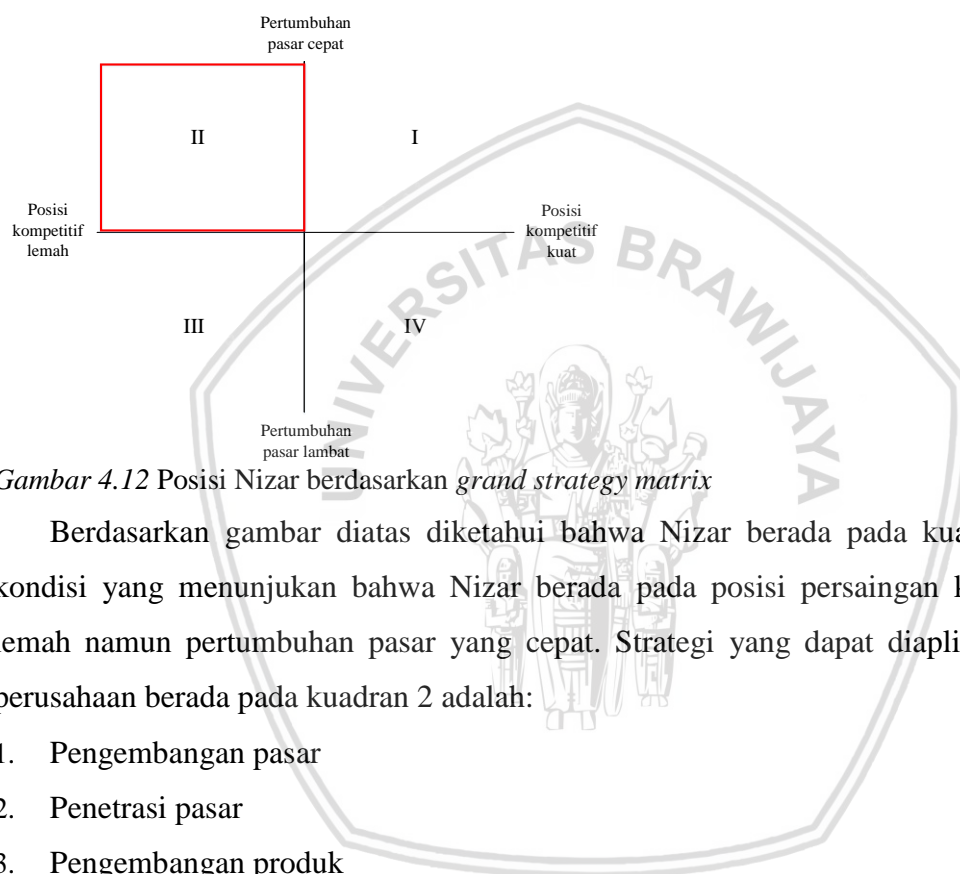 Pertumbuhan
pasar cepat
II
I
Posisi
kompetitif
lemah
Posisi
kompetitif
kuat
III
IV
Pertumbuhan
pasar lambat
UNIVERSITAS BRAWIJAYA
Gambar 4.12 Posisi Nizar berdasarkan grand strategy matrix
Berdasarkan gambar diatas diketahui bahwa Nizar berada pada
kondisi yang menunjukan bahwa Nizar berada pada posisi persaingan
lemah namun pertumbuhan pasar yang cepat. Strategi yang dapat
perusahaan berada pada kuadran 2 adalah:
1. Pengembangan pasar
2. Penetrasi pasar
3. Pengembangan produk